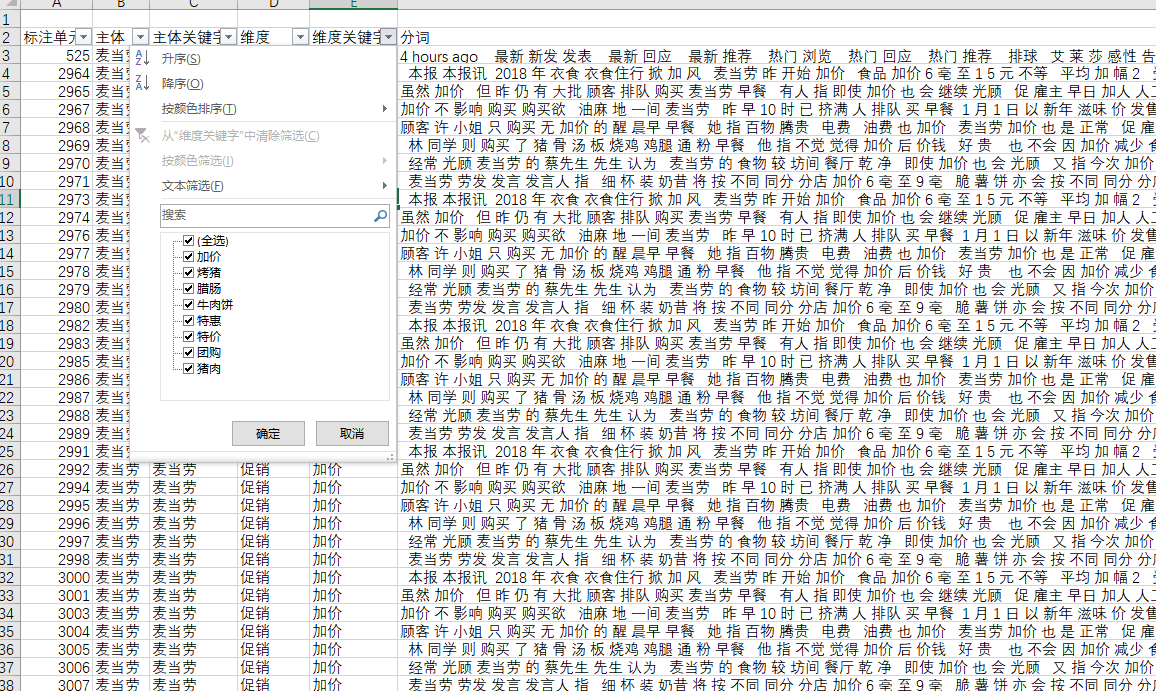 A B C D E
1
2 标注单元 主体 主体关键字 维度 维度关键字 分词
3 525 麦当劳 4 hours ago 最新 新发 发表 最新 回应 最新 推荐 热门 浏览 热门 回应 热门 推荐 排球 艾 莱 莎 感性 告
4 2964 麦当 本报 本报讯 2018 年 衣食 衣食住行 掀 加 风 麦当劳 昨 开始 加价 食品 加价 6 毫 至 1 5 元 不等 平均 加 幅 2
5 2965 麦当 虽然 加价 但 昨 仍 有 大批 顾客 排队 购买 麦当劳 早餐 有人 指 即使 加价 也 会 继续 光顾 促 雇主 早日 加人 人工
6 2967 麦当 加价 不 影响 购买 购买欲 油麻 地 一间 麦当劳 昨 早 10 时 已 挤满 人 排队 买 早餐 1 月 1 日 以 新年 滋味 价 发售
7 2968 麦当 顾客 许 小姐 只 购买 无 加价 的 醒 晨早 早餐 她 指 百物 腾贵 电费 油费 也 加价 麦当劳 加价 也 是 正常 促 雇
8 2969 麦当 林 同学 则 购买 了 猪 骨 汤 板 烧鸡 鸡腿 通 粉 早餐 他 指 不觉 觉得 加价 后 价钱 好 贵 也 不会 因 加价 减少 食
9 2970 麦当 经常 光顾 麦当劳 的 蔡先生 先生 认为 麦当劳 的 食物 较 坊间 餐厅 乾 净 即使 加价 也 会 光顾 又 指 今次 加价
10 2971 麦当 麦当劳 劳发 发言 发言人 指 细 杯 装 奶昔 将 按 不同 同分 分店 加价 6 毫 至 9 毫 脆 薯 饼 亦 会 按 不同 同分 分店
11 2973 麦当 本报 本报讯 2018 年 衣食 衣食住行 掀 加 风 麦当劳 昨 开始 加价 食品 加价 6 毫 至 1 5 元 不等 平均 加 幅 2
12 2974 麦当 虽然 加价 但 昨 仍 有 大批 顾客 排队 购买 麦当劳 早餐 有人 指 即使 加价 也 会 继续 光顾 促 雇主 早日 加人 人工
13 2976 麦当 加价 不 影响 购买 购买欲 油麻 地 一间 麦当劳 昨 早 10 时 已 挤满 人 排队 买 早餐 1 月 1 日 以 新年 滋味 价 发售
14 2977 麦当 顾客 许 小姐 只 购买 无 加价 的 醒 晨早 早餐 她 指 百物 腾贵 电费 油费 也 加价 麦当劳 加价 也 是 正常 促 雇
15 2978 麦当 林 同学 则 购买 了 猪 骨 汤 板 烧鸡 鸡腿 通 粉 早餐 他 指 不觉 觉得 加价 后 价钱 好 贵 也 不会 因 加价 减少 食
16 2979 麦当 经常 光顾 麦当劳 的 蔡先生 先生 认为 麦当劳 的 食物 较 坊间 餐厅 乾 净 即使 加价 也 会 光顾 又 指 今次 加价
17 2980 麦当 麦当劳 劳发 发言 发言人 指 细 杯 装 奶昔 将 按 不同 同分 分店 加价 6 毫 至 9 毫 脆 薯 饼 亦 会 按 不同 同分 分店
18 2982 麦当 本报 本报讯 2018 年 衣食 衣食住行 掀 加 风 麦当劳 昨 开始 加价 食品 加价 6 毫 至 1 5 元 不等 平均 加 幅 2
19 2983 麦当 虽然 加价 但 昨 仍 有 大批 顾客 排队 购买 麦当劳 早餐 有人 指 即使 加价 也 会 继续 光顾 促 雇主 早日 加人 人工
20 2985 麦当 加价 不 影响 购买 购买欲 油麻 地 一间 麦当劳 昨 早 10 时 已 挤满 人 排队 买 早餐 1 月 1 日 以 新年 滋味 价 发售
21 2986 麦当 顾客 许 小姐 只 购买 无 加价 的 醒 晨早 早餐 她 指 百物 腾贵 电费 油费 也 加价 麦当劳 加价 也 是 正常 促 雇
22 2987 麦当 林 同学 则 购买 了 猪 骨 汤 板 烧鸡 鸡腿 通 粉 早餐 他 指 不觉 觉得 加价 后 价钱 好 贵 也 不会 因 加价 减少 食
23 2988 麦当 经常 光顾 麦当劳 的 蔡先生 先生 认为 麦当劳 的 食物 较 坊间 餐厅 乾 净 即使 加价 也 会 光顾 又 指 今次 加价
24 2989 麦当 麦当劳 劳发 发言 发言人 指 细 杯 装 奶昔 将 按 不同 同分 分店 加价 6 毫 至 9 毫 脆 薯 饼 亦 会 按 不同 同分 分店
25 2991 麦当 本报 本报讯 2018 年 衣食 衣食住行 掀 加 风 麦当劳 昨 开始 加价 食品 加价 6 毫 至 1 5 元 不等 平均 加 幅 2
26 2992 麦当劳 麦当劳 促销 加价 虽然 加价 但 昨 仍 有 大批 顾客 排队 购买 麦当劳 早餐 有人 指 即使 加价 也 会 继续 光顾 促 雇主 早日 加人 人工
27 2994 麦当劳 麦当劳 促销 加价 加价 不 影响 购买 购买欲 油麻 地 一间 麦当劳 昨 早 10 时 已 挤满 人 排队 买 早餐 1 月 1 日 以 新年 滋味 价 发售
28 2995 麦当劳 麦当劳 促销 加价 顾客 许 小姐 只 购买 无 加价 的 醒 晨早 早餐 她 指 百物 腾贵 电费 油费 也 加价 麦当劳 加价 也 是 正常 促 雇
29 2996 麦当劳 麦当劳 促销 加价 林 同学 则 购买 了 猪 骨 汤 板 烧鸡 鸡腿 通 粉 早餐 他 指 不觉 觉得 加价 后 价钱 好 贵 也 不会 因 加价 减少 食
30 2997 麦当劳 麦当劳 促销 加价 经常 光顾 麦当劳 的 蔡先生 先生 认为 麦当劳 的 食物 较 坊间 餐厅 乾 净 即使 加价 也 会 光顾 又 指 今次 加价
31 2998 麦当劳 麦当劳 促销 加价 麦当劳 劳发 发言 发言人 指 细 杯 装 奶昔 将 按 不同 同分 分店 加价 6 毫 至 9 毫 脆 薯 饼 亦 会 按 不同 同分 分店
32 3000 麦当劳 麦当劳 促销 加价 本报 本报讯 2018 年 衣食 衣食住行 掀 加 风 麦当劳 昨 开始 加价 食品 加价 6 毫 至 1 5 元 不等 平均 加 幅 2
33 3001 麦当劳 麦当劳 促销 加价 虽然 加价 但 昨 仍 有 大批 顾客 排队 购买 麦当劳 早餐 有人 指 即使 加价 也 会 继续 光顾 促 雇主 早日 加人 人工
34 3003 麦当劳 麦当劳 促销 加价 加价 不 影响 购买 购买欲 油麻 地 一间 麦当劳 昨 早 10 时 已 挤满 人 排队 买 早餐 1 月 1 日 以 新年 滋味 价 发售
35 3004 麦当劳 麦当劳 促销 加价 顾客 许 小姐 只 购买 无 加价 的 醒 晨早 早餐 她 指 百物 腾贵 电费 油费 也 加价 麦当劳 加价 也 是 正常 促 雇
36 3005 麦当劳 麦当劳 促销 加价 林 同学 则 购买 了 猪 骨 汤 板 烧鸡 鸡腿 通 粉 早餐 他 指 不觉 觉得 加价 后 价钱 好 贵 也 不会 因 加价 减少 食
37 3006 麦当劳 麦当劳 促销 加价 经常 光顾 麦当劳 的 蔡先生 先生 认为 麦当劳 的 食物 较 坊间 餐厅 乾 净 即使 加价 也 会 光顾 又 指 今次 加价
38 3007 麦当劳 麦当劳 促销 加价 麦当劳 劳发 发言 发言人 指 细 杯 装 奶昔 将 按 不同 同分 分店 加价 6 毫 至 9 毫 脆 薯 饼 亦 会 按 不同 同分 分店
升序(S)
降序(O)
按颜色排序(T)
从"维度关键字"中清除筛选(C)
按颜色筛选(I)
文本筛选(F)
搜索
(全选)
加价
烤猪
腊肠
牛肉饼
特惠
特价
团购
猪肉
确定 取消